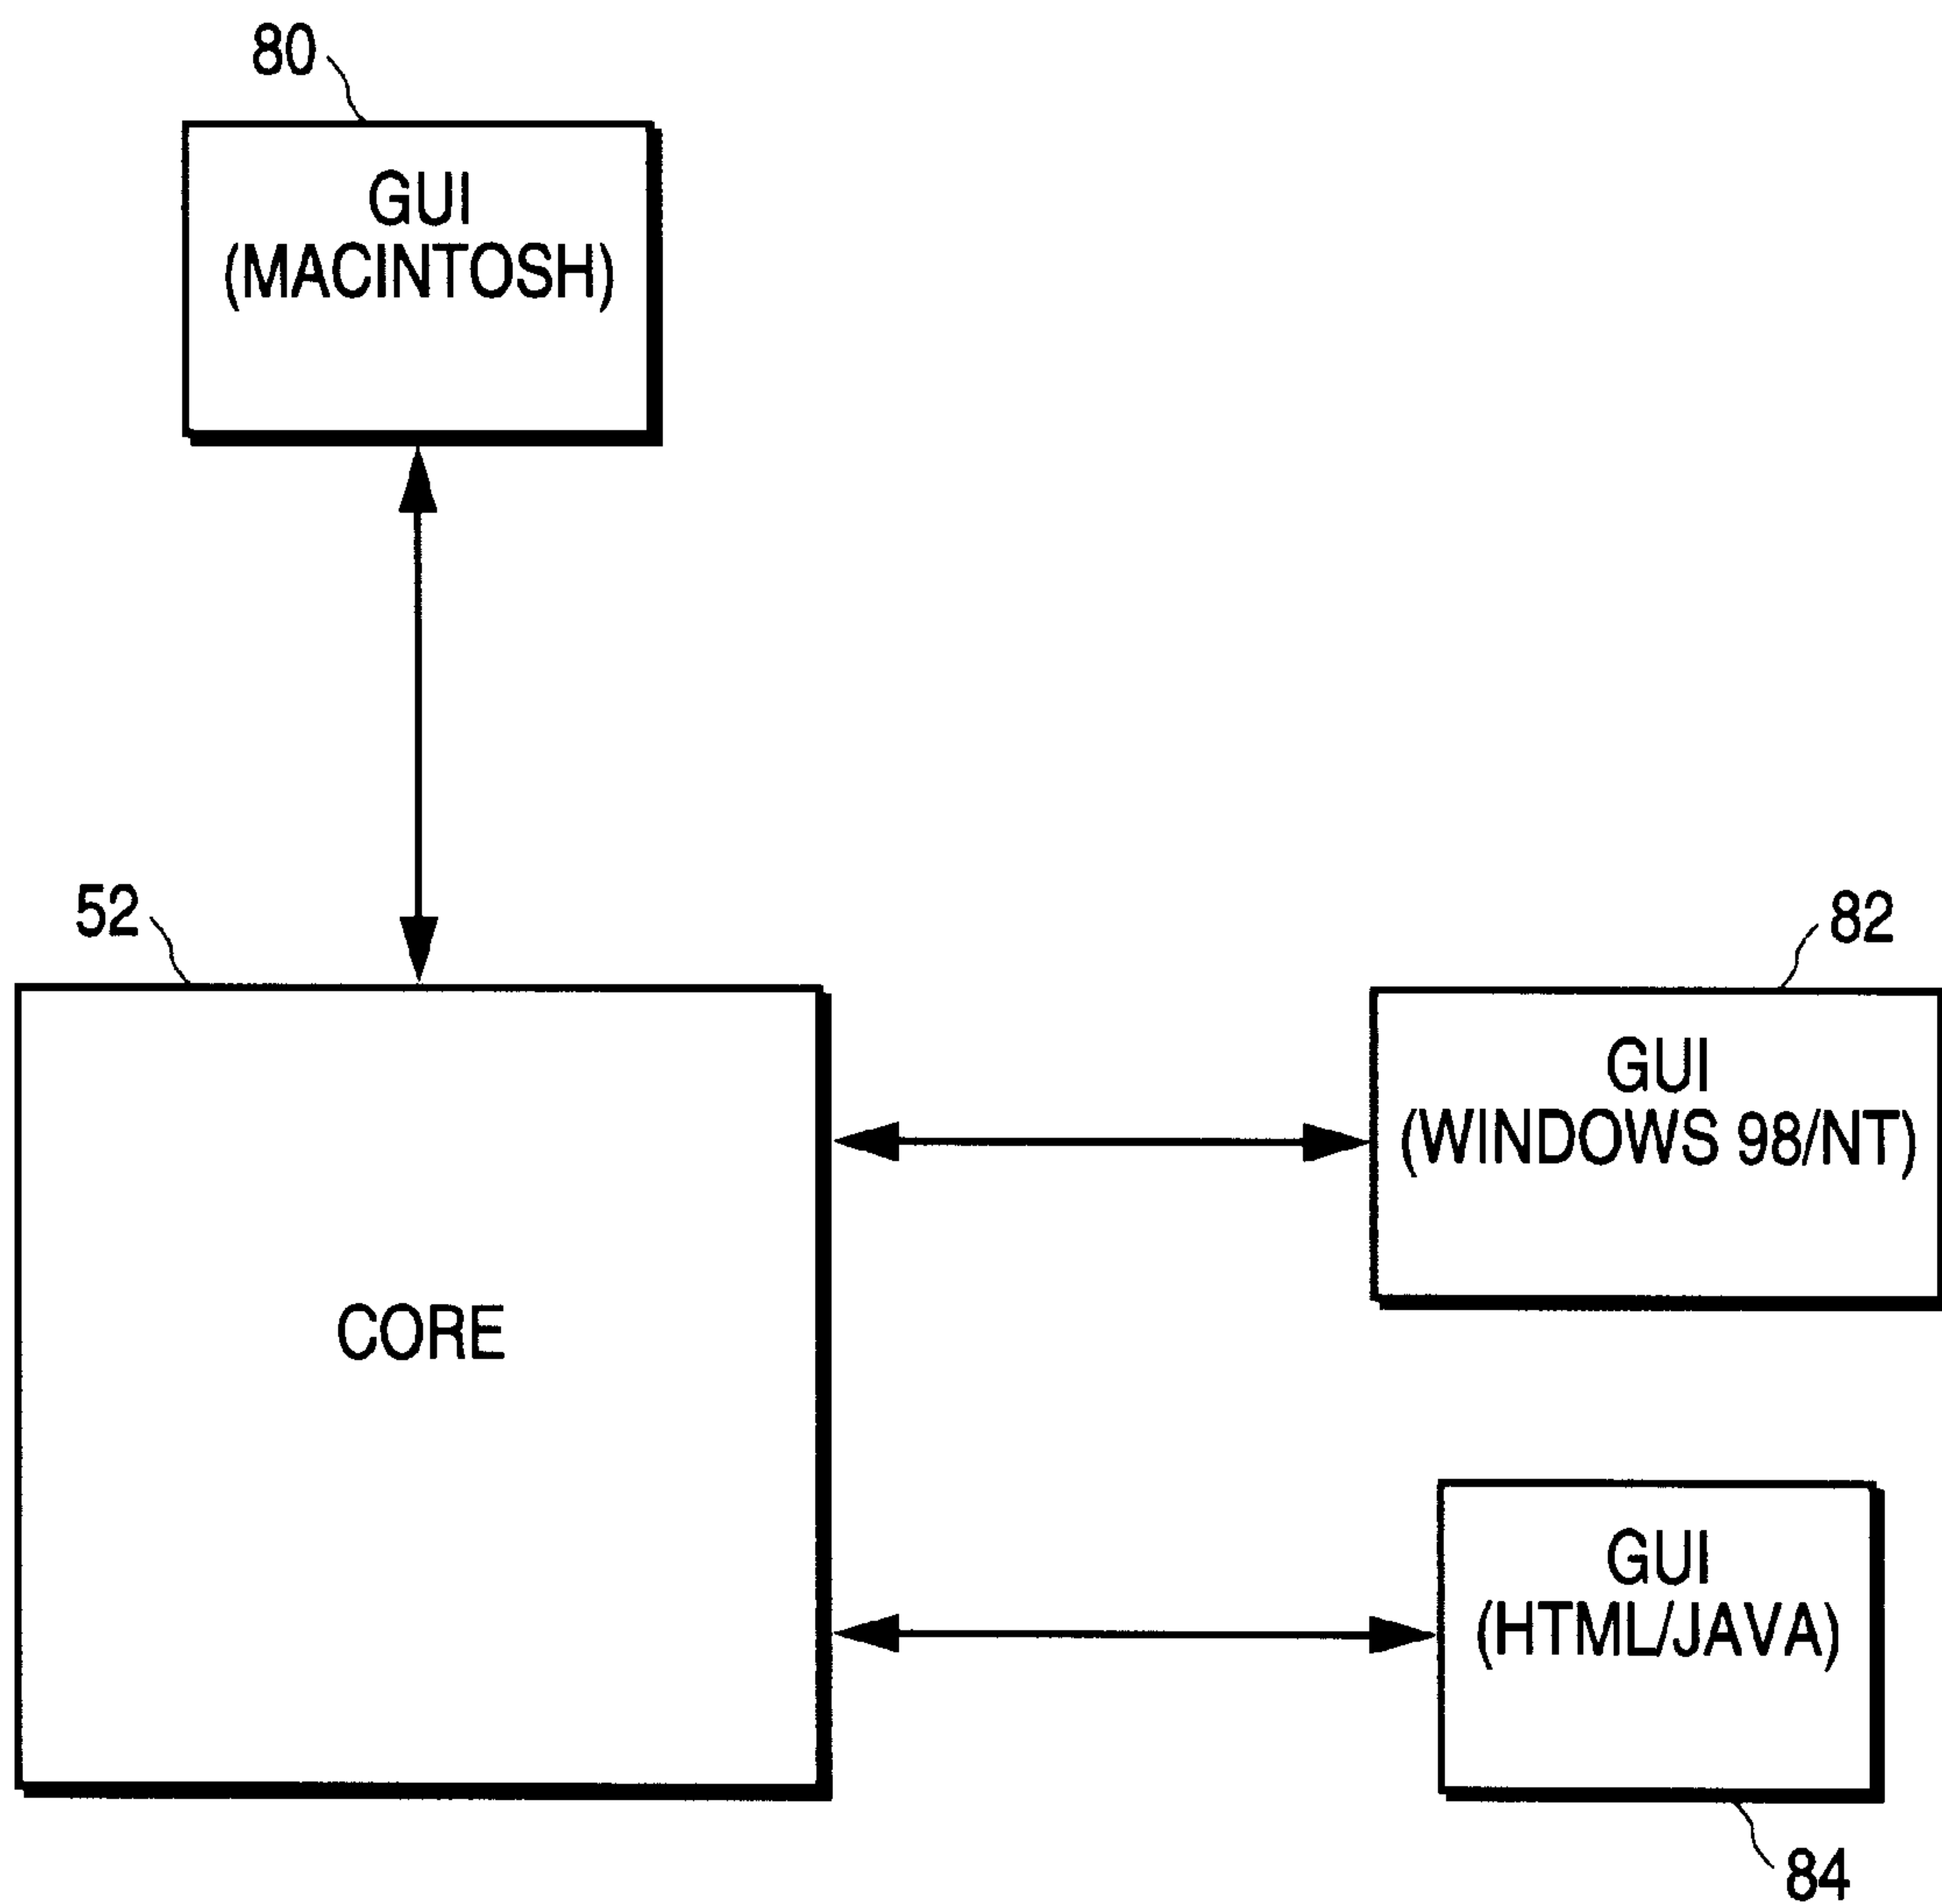 80
GUI
(MACINTOSH)
52
82
GUI
(WINDOWS 98/NT)
CORE
GUI
(HTML/JAVA)
84